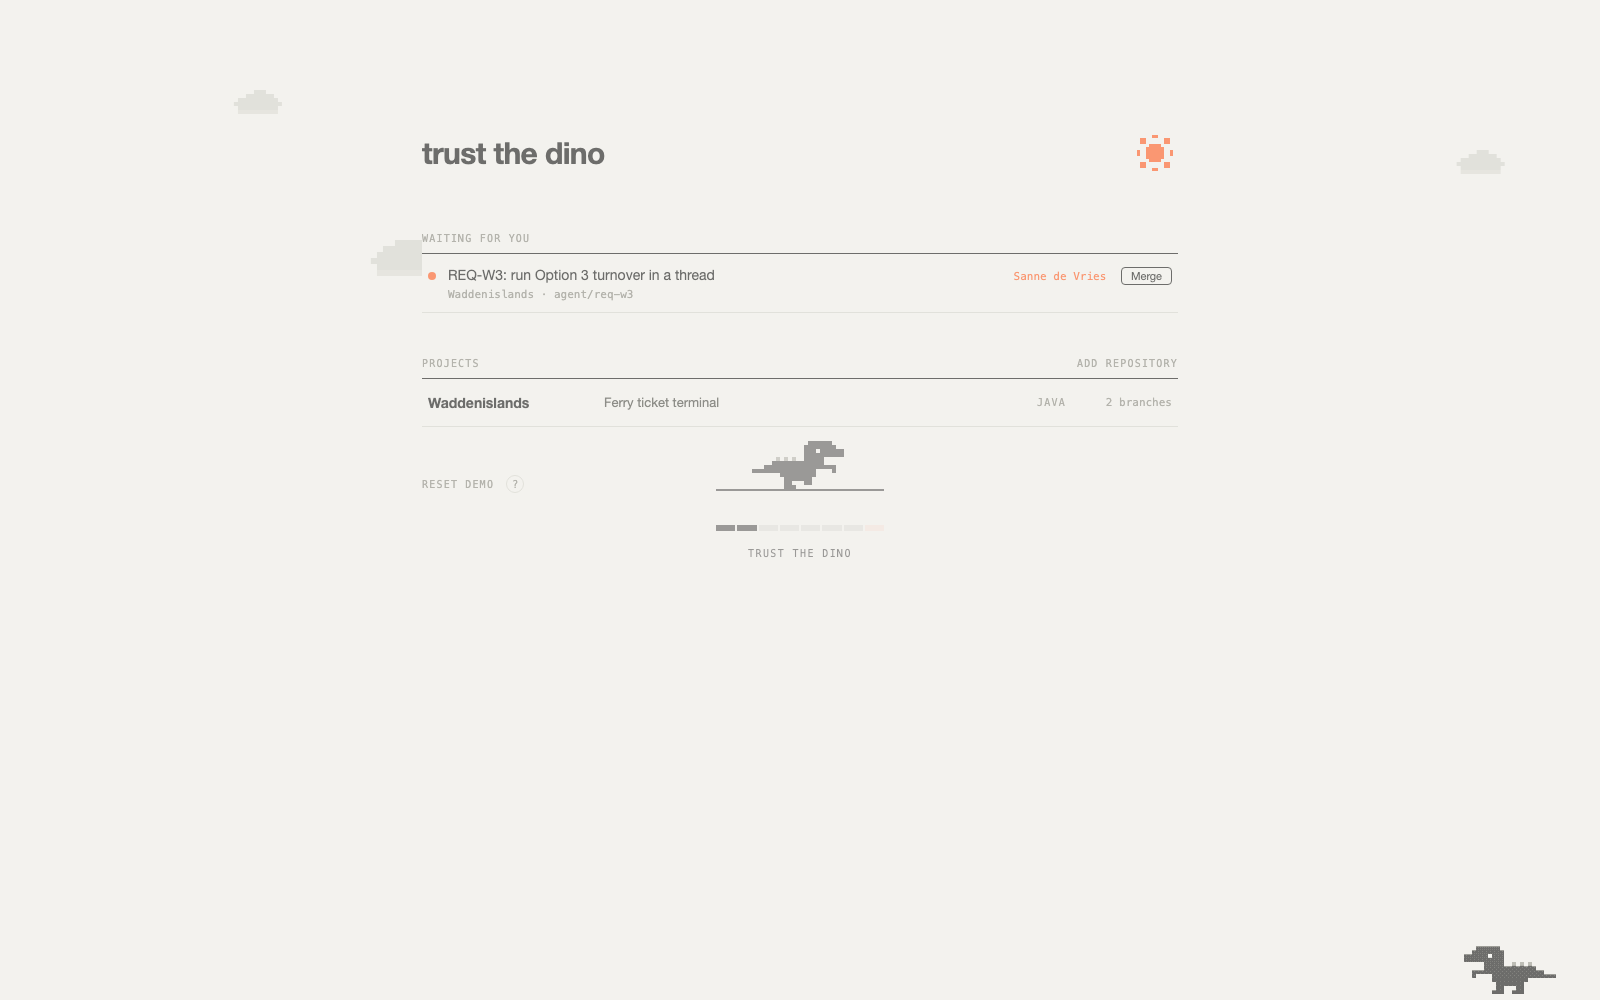 trust the dino
WAITING FOR YOU
REQ-W3: run Option 3 turnover in a thread
Sanne de Vries
Merge
Waddenislands · agent/req-w3
PROJECTS
ADD REPOSITORY
Waddenislands
Ferry ticket terminal
JAVA
2 branches
RESET DEMO
?
TRUST THE DINO